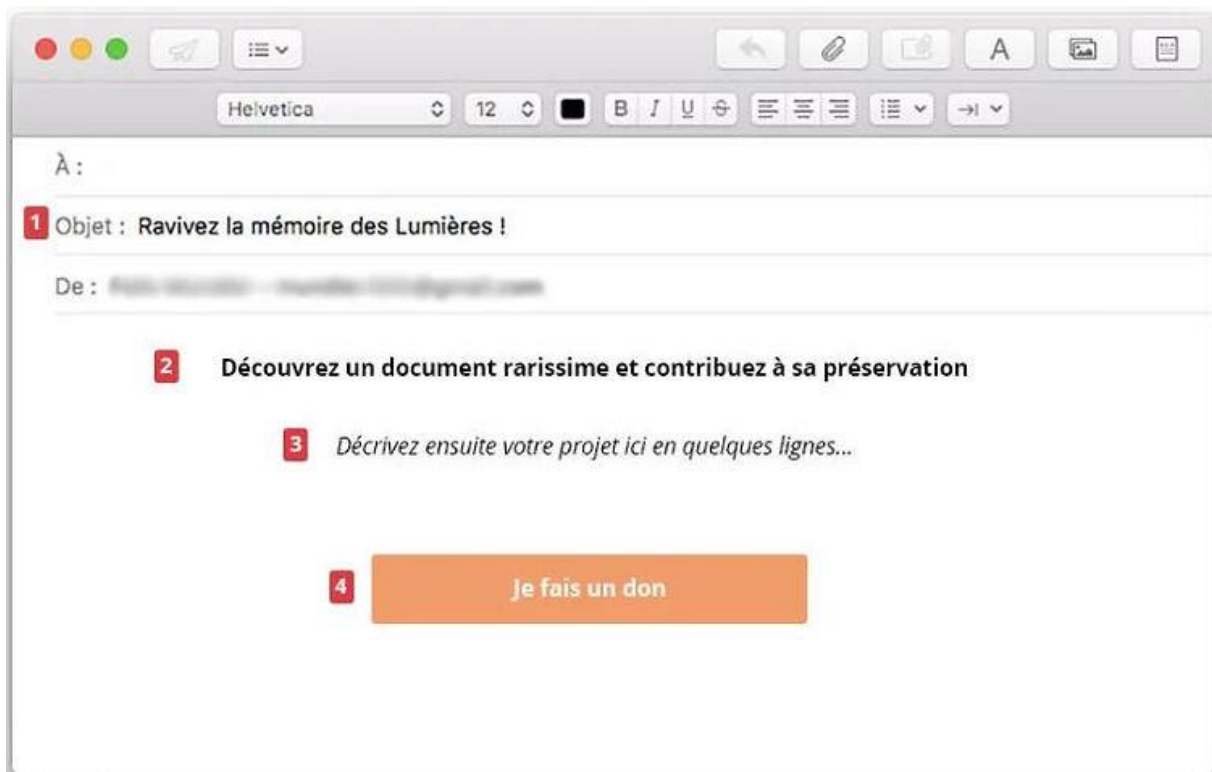 Helvetica 12 B I U S
À :
1 Objet : Ravivez la mémoire des Lumières !
De :
2 Découvrez un document rarissime et contribuez à sa préservation
3 Décrivez ensuite votre projet ici en quelques lignes...
4 Je fais un don